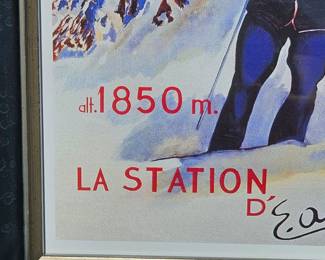 alt. 1850 m.
LA STATION
D'